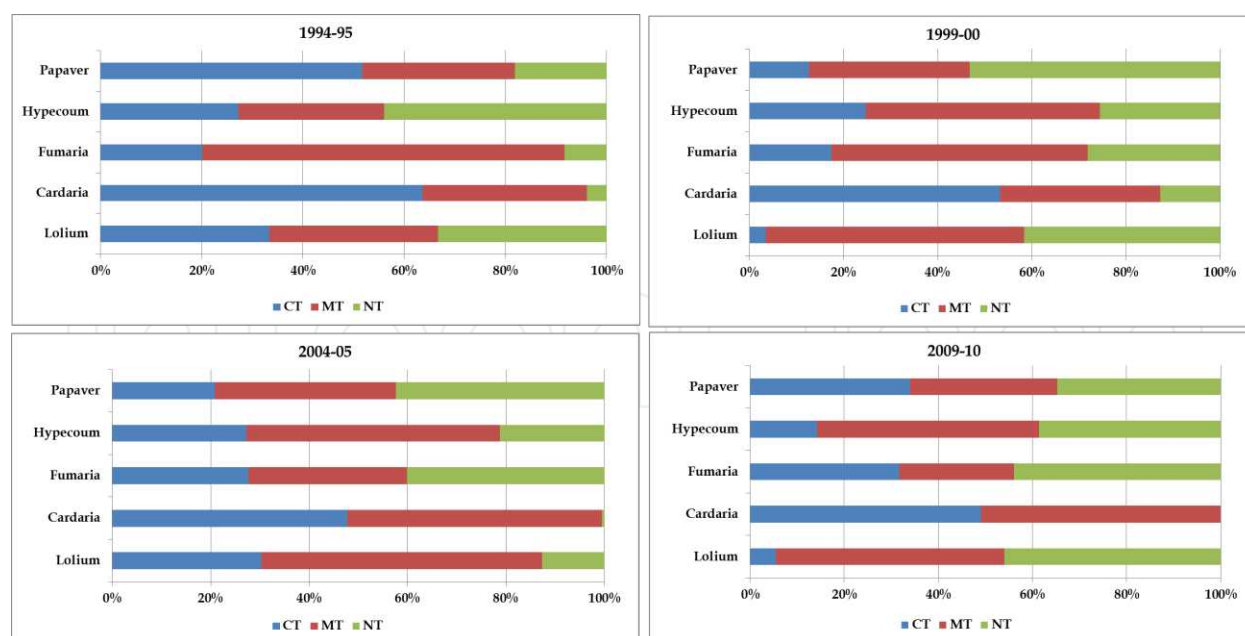 1994-95
Papaver
Hypecoum
Fumaria
Cardaria
Lolium
0% 20% 40% 60% 80% 100%
CT MT NT
1999-00
Papaver
Hypecoum
Fumaria
Cardaria
Lolium
0% 20% 40% 60% 80% 100%
CT MT NT
2004-05
Papaver
Hypecoum
Fumaria
Cardaria
Lolium
0% 20% 40% 60% 80% 100%
CT MT NT
2009-10
Papaver
Hypecoum
Fumaria
Cardaria
Lolium
0% 20% 40% 60% 80% 100%
CT MT NT